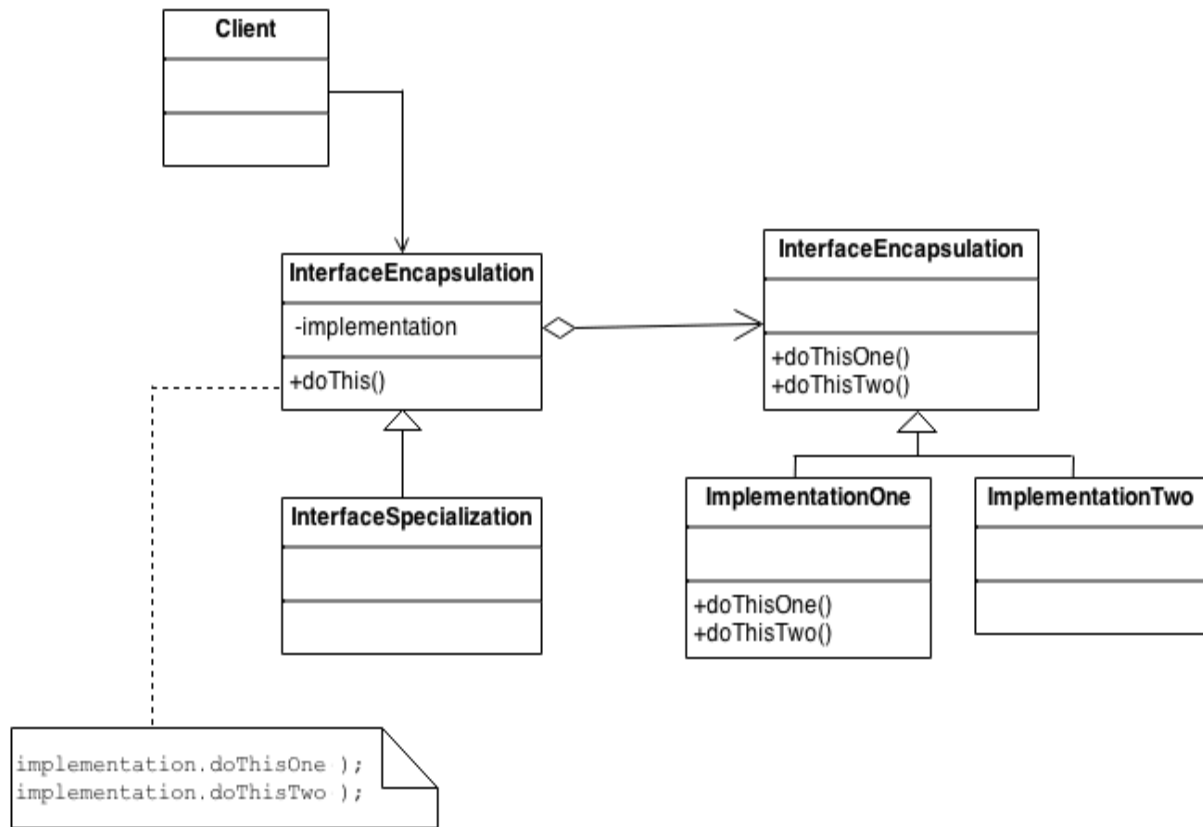 Client
InterfaceEncapsulation
-implementation
+doThis()
InterfaceEncapsulation
+doThisOne()
+doThisTwo()
InterfaceSpecialization
ImplementationOne
+doThisOne()
+doThisTwo()
ImplementationTwo
implementation.doThisOne );
implementation.doThisTwo );